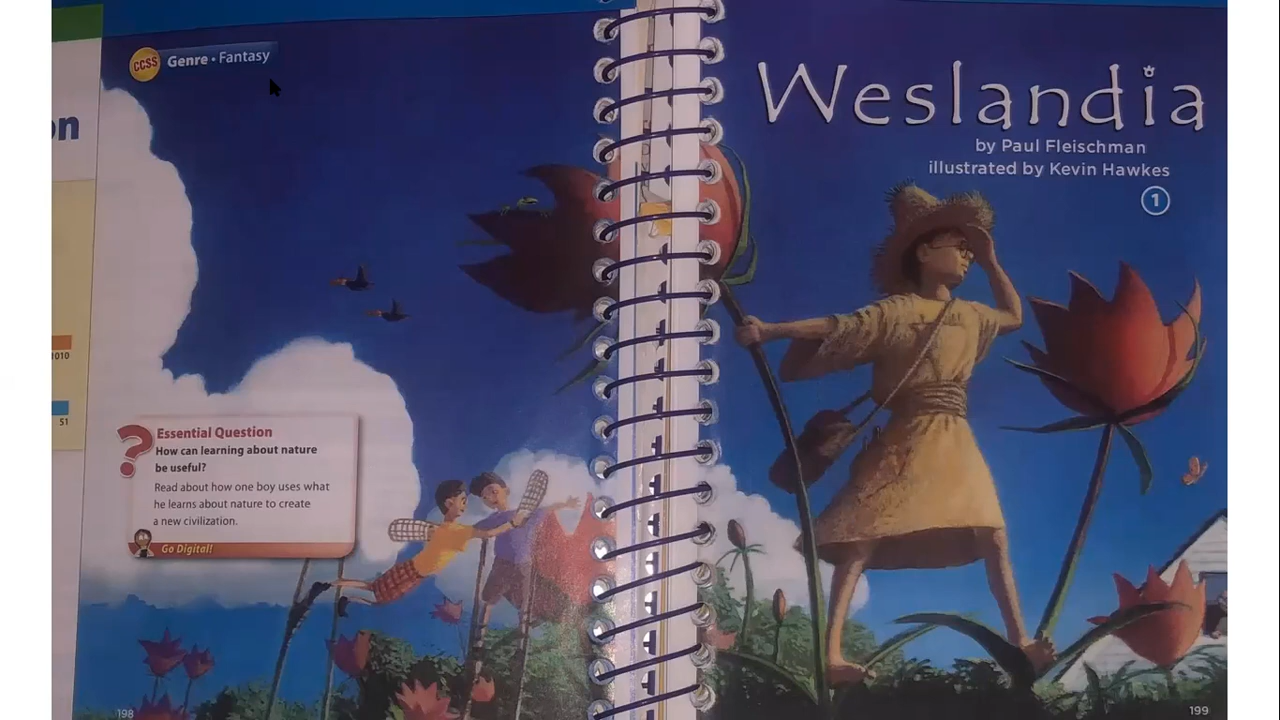 on
1010
51
CCSS Genre • Fantasy
Essential Question
How can learning about nature
be useful?
Read about how one boy uses what
he learns about nature to create
a new civilization.
Go Digital!
198
Weslandia
by Paul Fleischman
illustrated by Kevin Hawkes
1
199